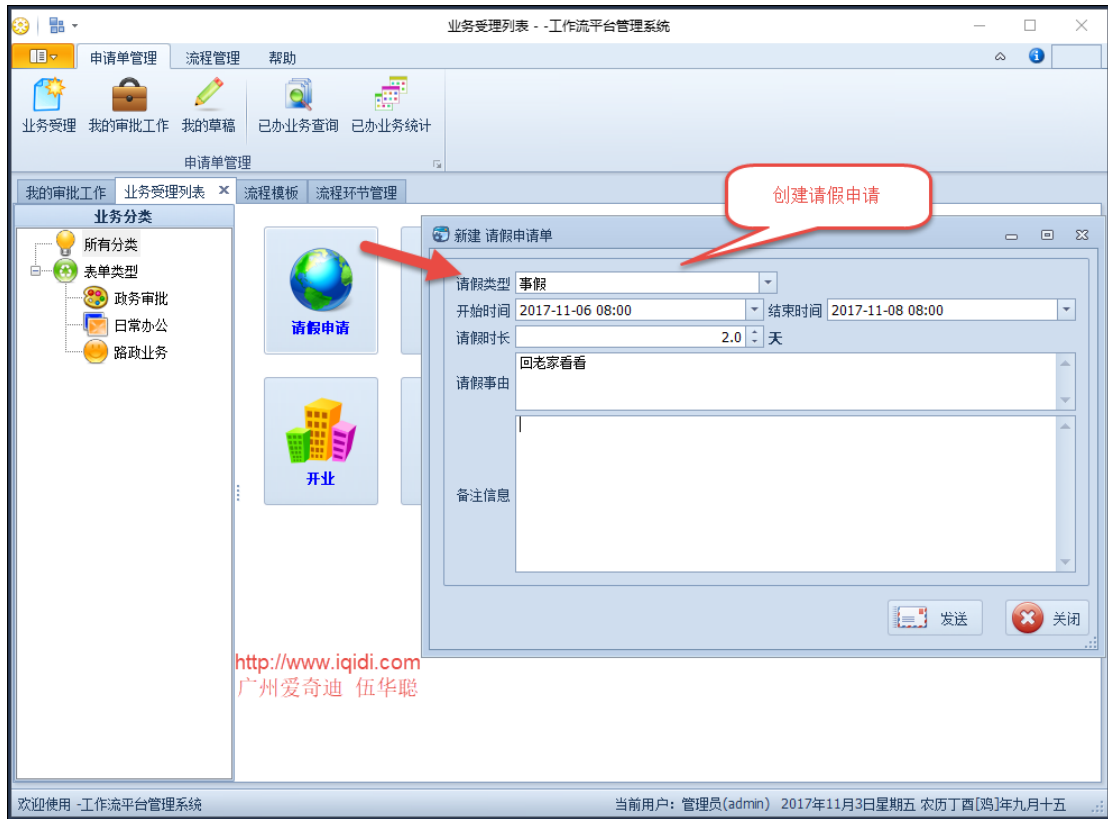 业务受理列表 - -工作流平台管理系统
申请单管理 流程管理 帮助
业务受理 我的审批工作 我的草稿 已办业务查询 已办业务统计
申请单管理
我的审批工作 业务受理列表 流程模板 流程环节管理
业务分类
所有分类
表单类型
政务审批
日常办公
路政业务
请假申请
开业
创建请假申请
新建 请假申请单
请假类型 事假
开始时间 2017-11-06 08:00 结束时间 2017-11-08 08:00
请假时长 2.0 天
请假事由 回老家看看
备注信息
发送 关闭
http://www.iqidi.com
广州爱奇迪 伍华聪
欢迎使用 -工作流平台管理系统 当前用户：管理员(admin) 2017年11月3日星期五 农历丁酉[鸡]年九月十五